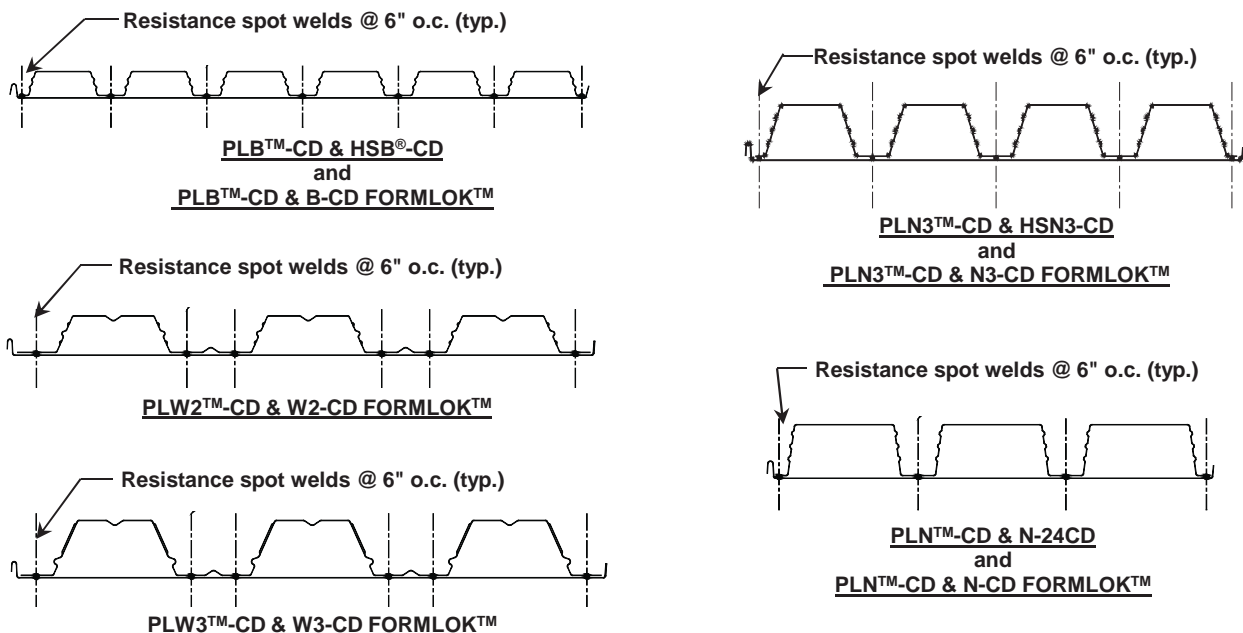 Resistance spot welds @ 6" o.c. (typ.)
PLB™-CD & HSB®-CD
and
PLB™-CD & B-CD FORMLOK™
Resistance spot welds @ 6" o.c. (typ.)
PLW2™-CD & W2-CD FORMLOK™
Resistance spot welds @ 6" o.c. (typ.)
PLW3™-CD & W3-CD FORMLOK™
Resistance spot welds @ 6" o.c. (typ.)
PLN3™-CD & HSN3-CD
and
PLN3™-CD & N3-CD FORMLOK™
Resistance spot welds @ 6" o.c. (typ.)
PLN™-CD & N-24CD
and
PLN™-CD & N-CD FORMLOK™